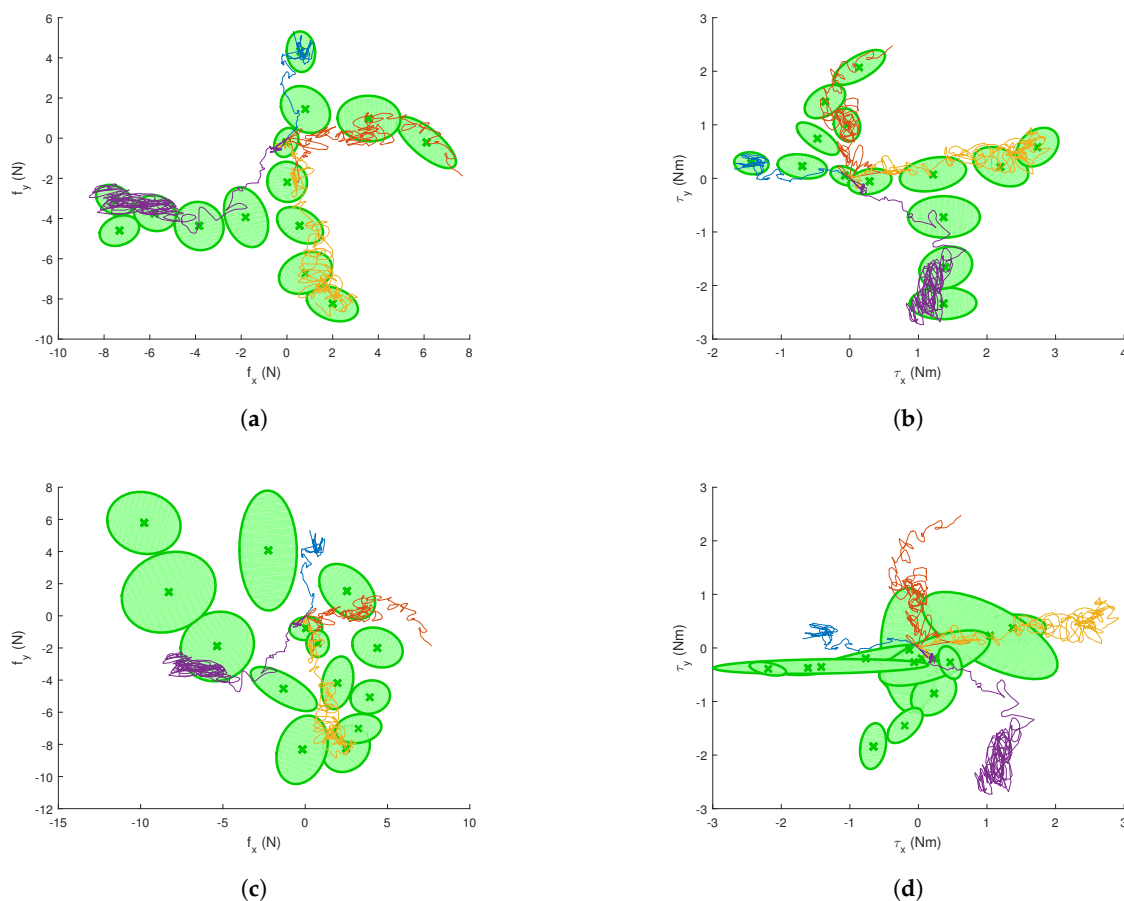 6
4
2
0
-2
-4
-6
-8
-10
f_y (N)
-10 -8 -6 -4 -2 0 2 4 6 8
f_x (N)
(a)
3
2
1
0
-1
-2
-3
τ_y (Nm)
-2 -1 0 1 2 3 4
τ_x (Nm)
(b)
8
6
4
2
0
-2
-4
-6
-8
-10
-12
f_y (N)
-15 -10 -5 0 5 10
f_x (N)
(c)
3
2
1
0
-1
-2
-3
τ_y (Nm)
-3 -2 -1 0 1 2 3
τ_x (Nm)
(d)